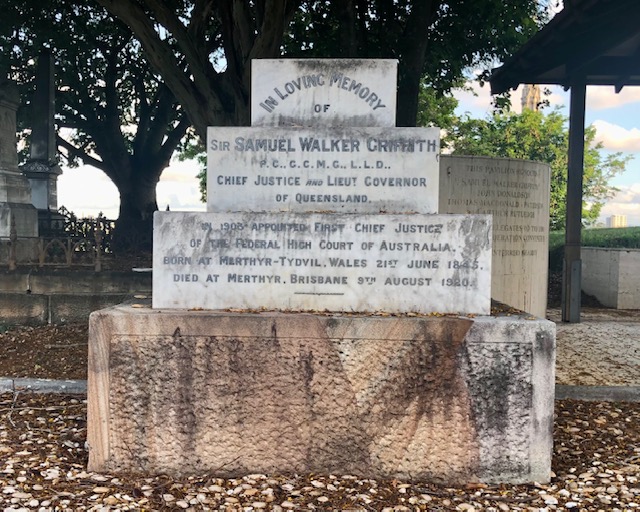 IN LOVING MEMORY
OF
SIR SAMUEL WALKER GRIFFITH
P.C., G.C.M.G., L.L.D.,
CHIEF JUSTICE AND LIEUT GOVERNOR
OF QUEENSLAND.
IN 1903 APPOINTED FIRST CHIEF JUSTICE
OF THE FEDERAL HIGH COURT OF AUSTRALIA.
BORN AT MERTHYR-TYDVIL, WALES 21ST JUNE 1845.
DIED AT MERTHYR, BRISBANE 9TH AUGUST 1920.
SAMUEL WALKER